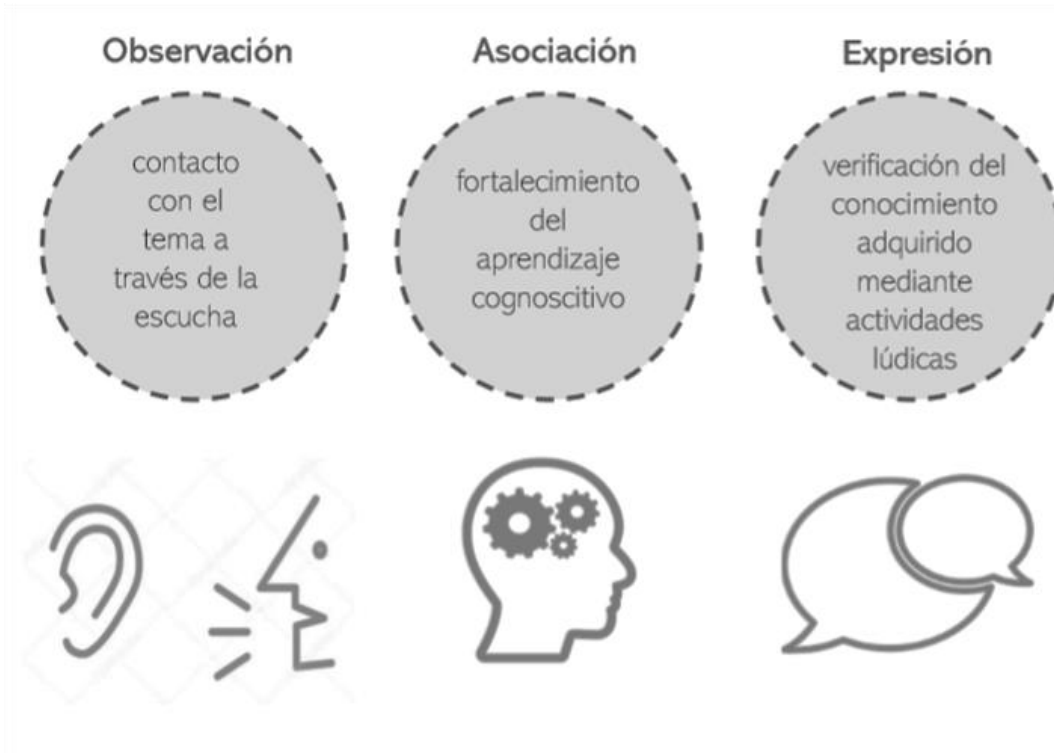 Observación
contacto
con el
tema a
través de la
escucha
Asociación
fortalecimiento
del
aprendizaje
cognoscitivo
Expresión
verificación del
conocimiento
adquirido
mediante
actividades
lúdicas